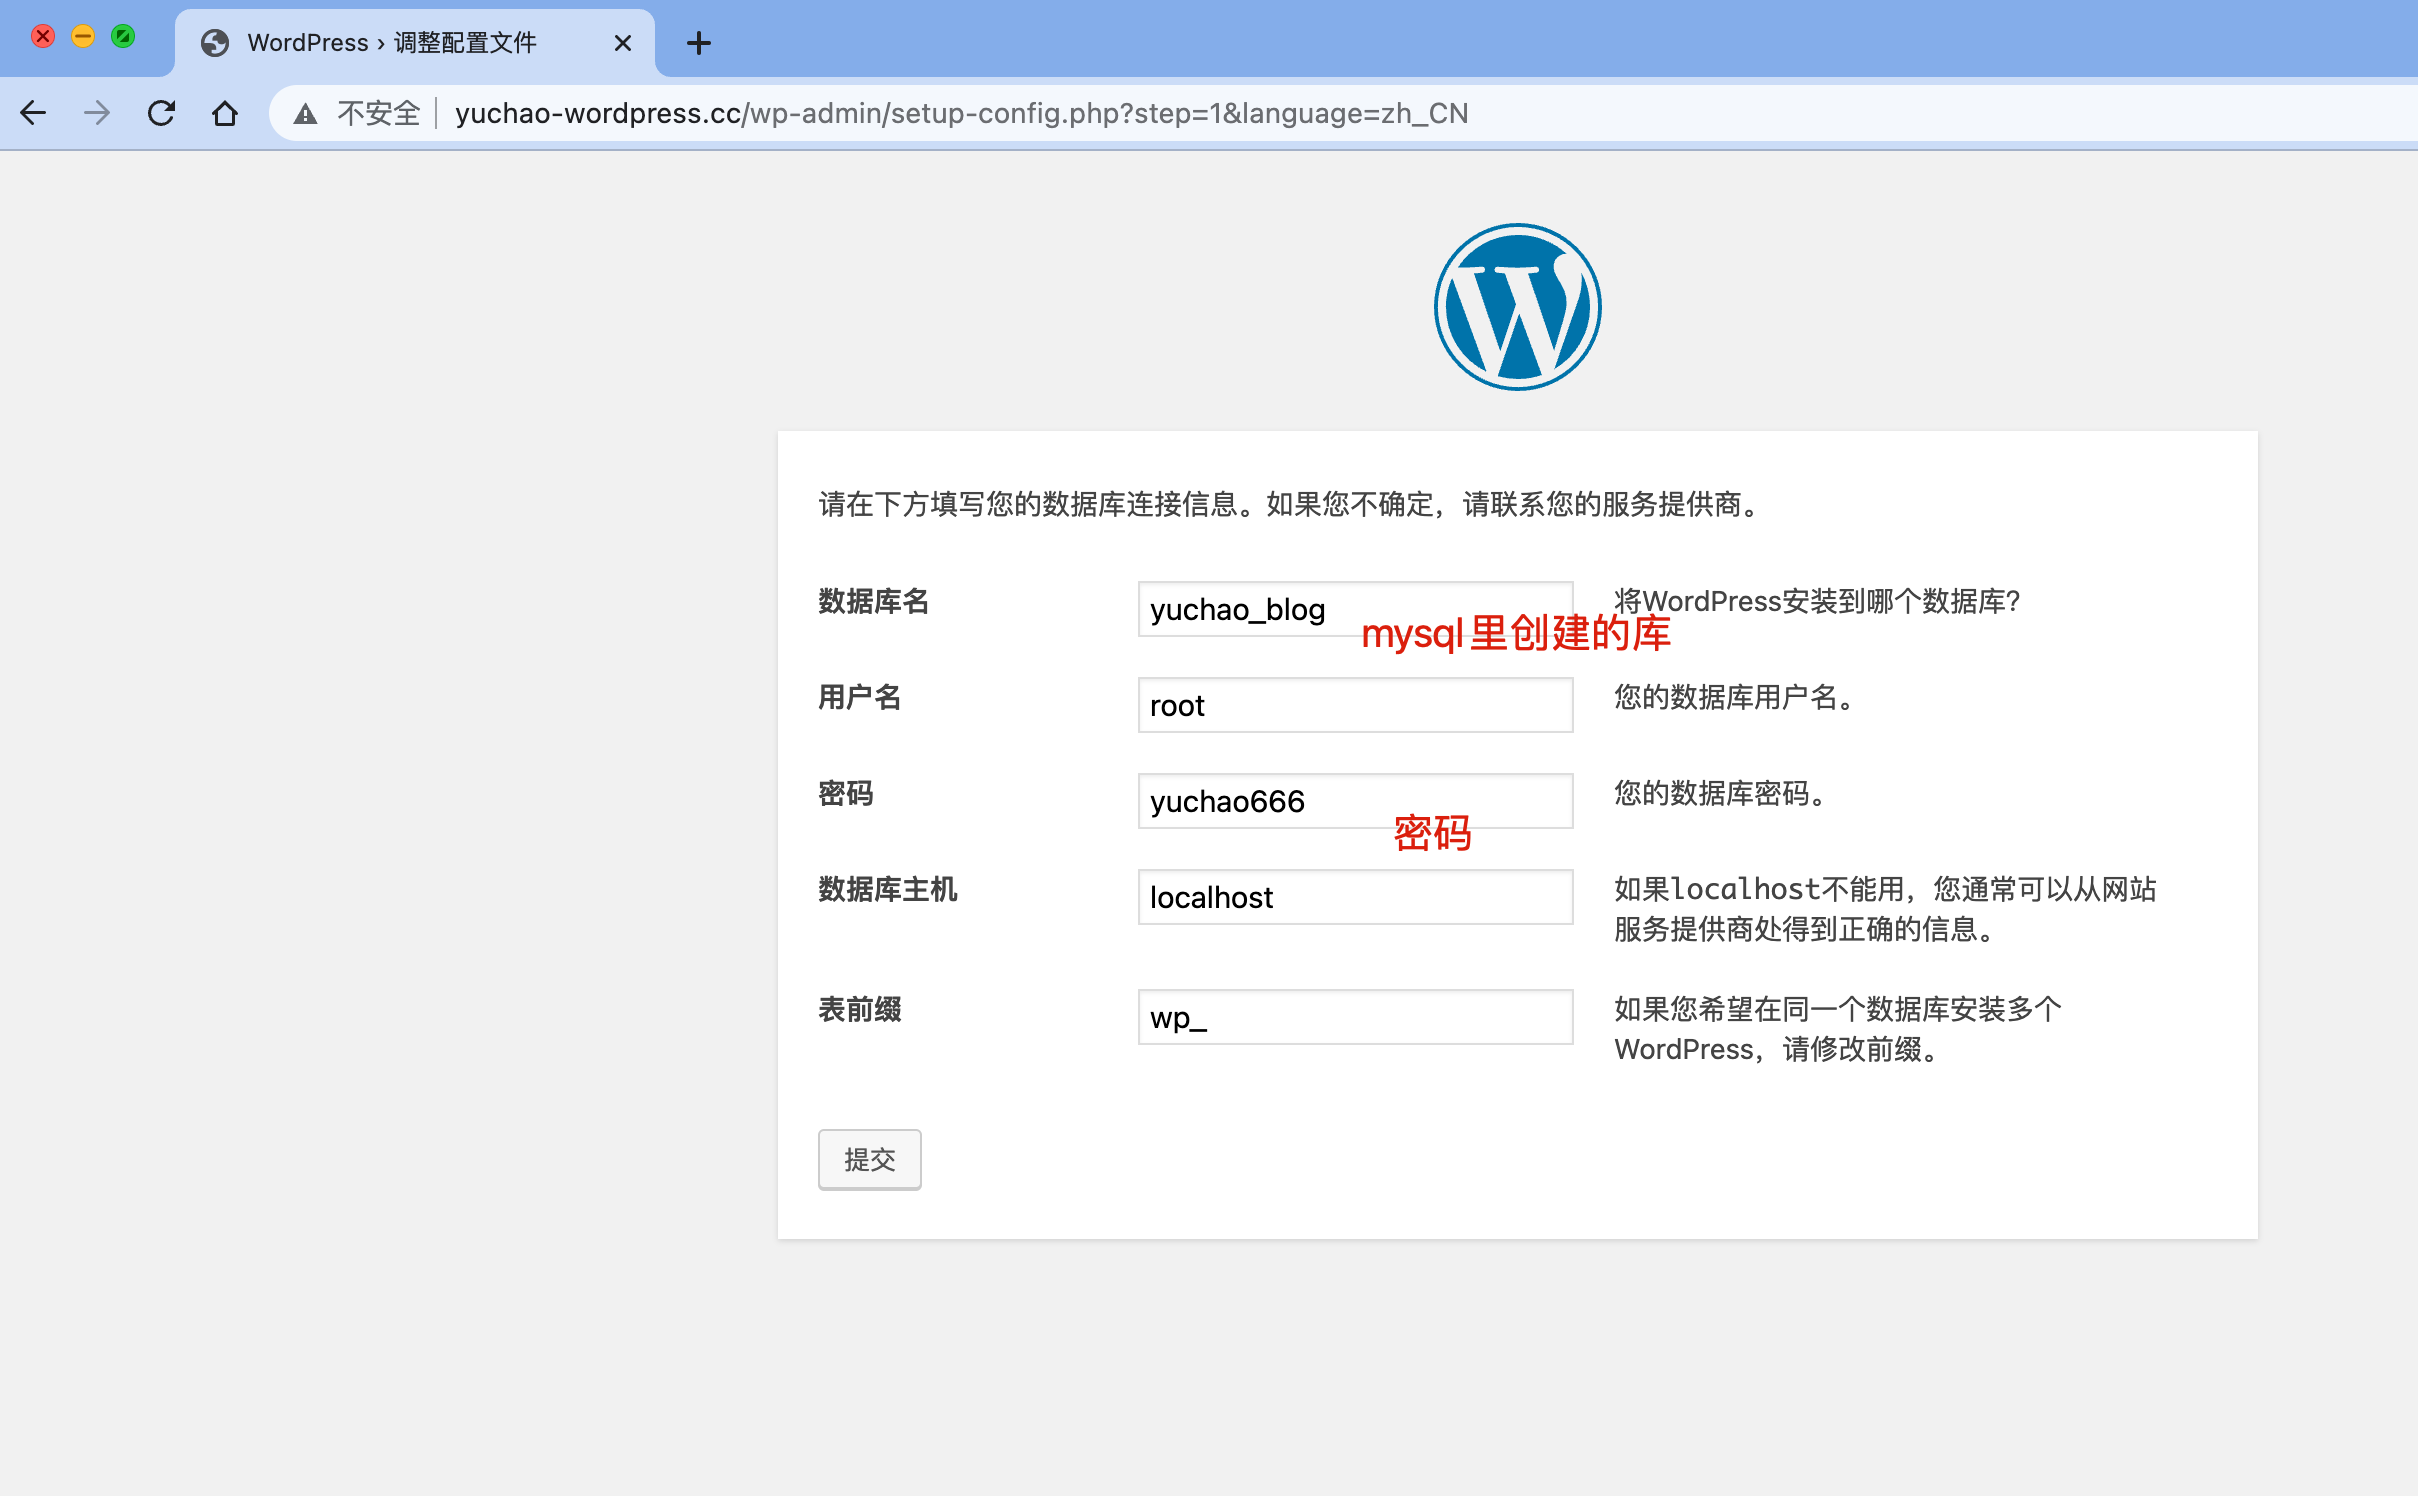 WordPress › 调整配置文件
不安全 yuchao-wordpress.cc/wp-admin/setup-config.php?step=1&language=zh_CN
请在下方填写您的数据库连接信息。如果您不确定，请联系您的服务提供商。
数据库名 yuchao_blog 将WordPress安装到哪个数据库？
mysql里创建的库
用户名 root 您的数据库用户名。
密码 yuchao666 您的数据库密码。
密码
数据库主机 localhost 如果localhost不能用，您通常可以从网站
服务提供商处得到正确的信息。
表前缀 wp_ 如果您希望在同一个数据库安装多个
WordPress，请修改前缀。
提交